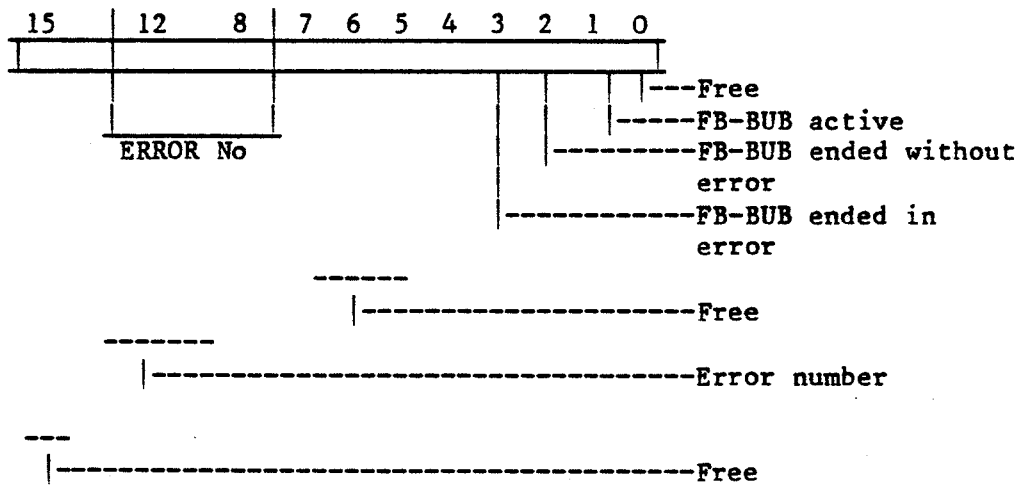 15 12 8 7 6 5 4 3 2 1 0
Free
FB-BUB active
ERROR No
FB-BUB ended without
error
FB-BUB ended in
error
Free
Error number
Free